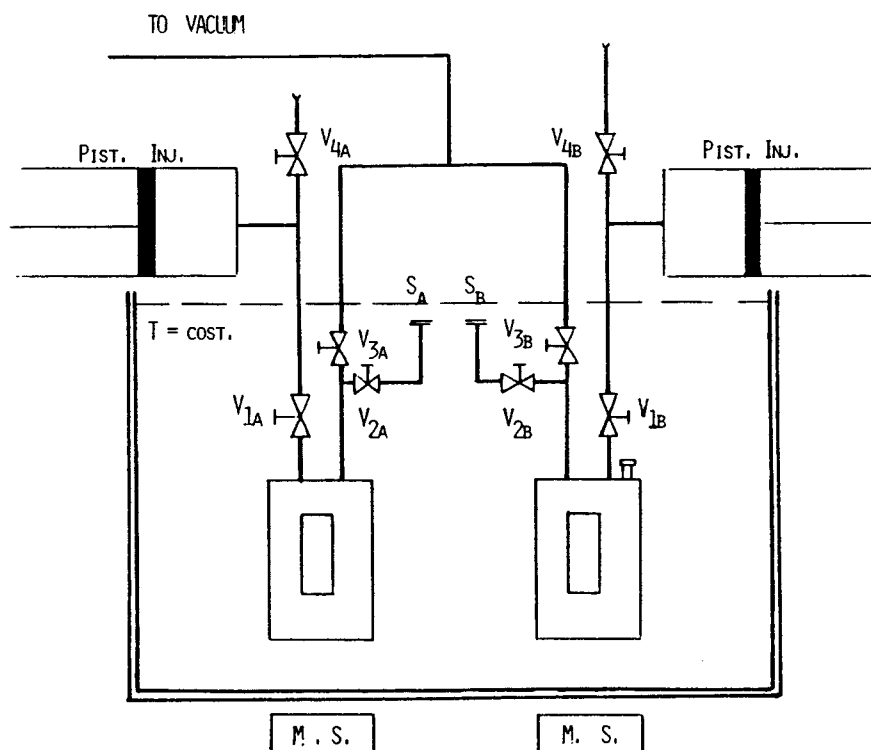 TO VACUUM
V4A
V4B
PIST. INJ.
PIST. INJ.
SA
SB
T = COST.
V3A
V3B
V1A
V2A
V2B
V1B
M. S.
M. S.